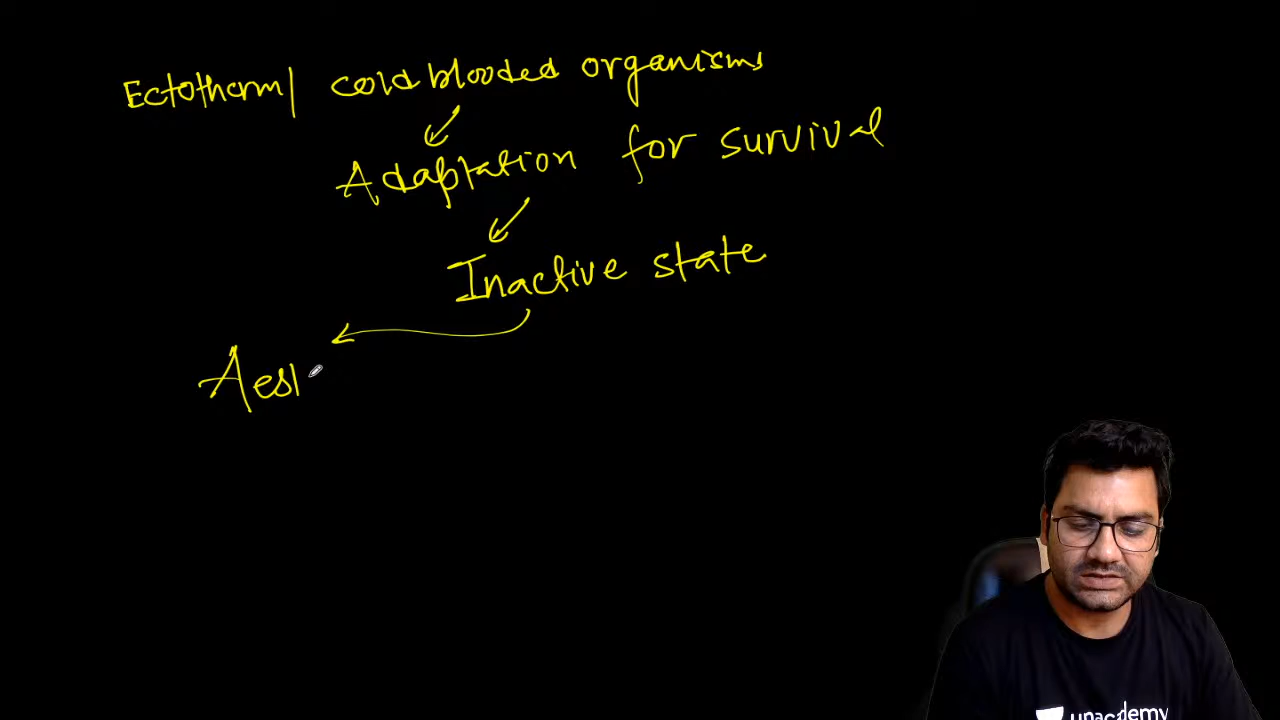 Ectotherm/ cold blooded organisms
Adaptation for survival
Inactive state
Aest
unacademy